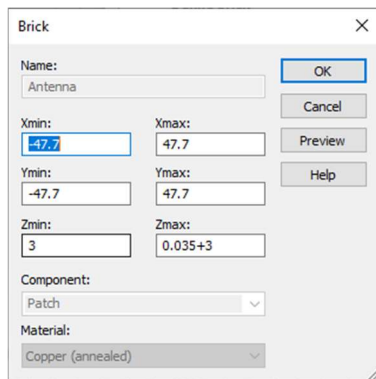 Brick
Name:
Antenna
OK
Cancel
Xmin:
Xmax:
-47.7
47.7
Preview
Ymin:
Ymax:
Help
-47.7
47.7
Zmin:
Zmax:
3
0.035+3
Component:
Patch
Material:
Copper (annealed)